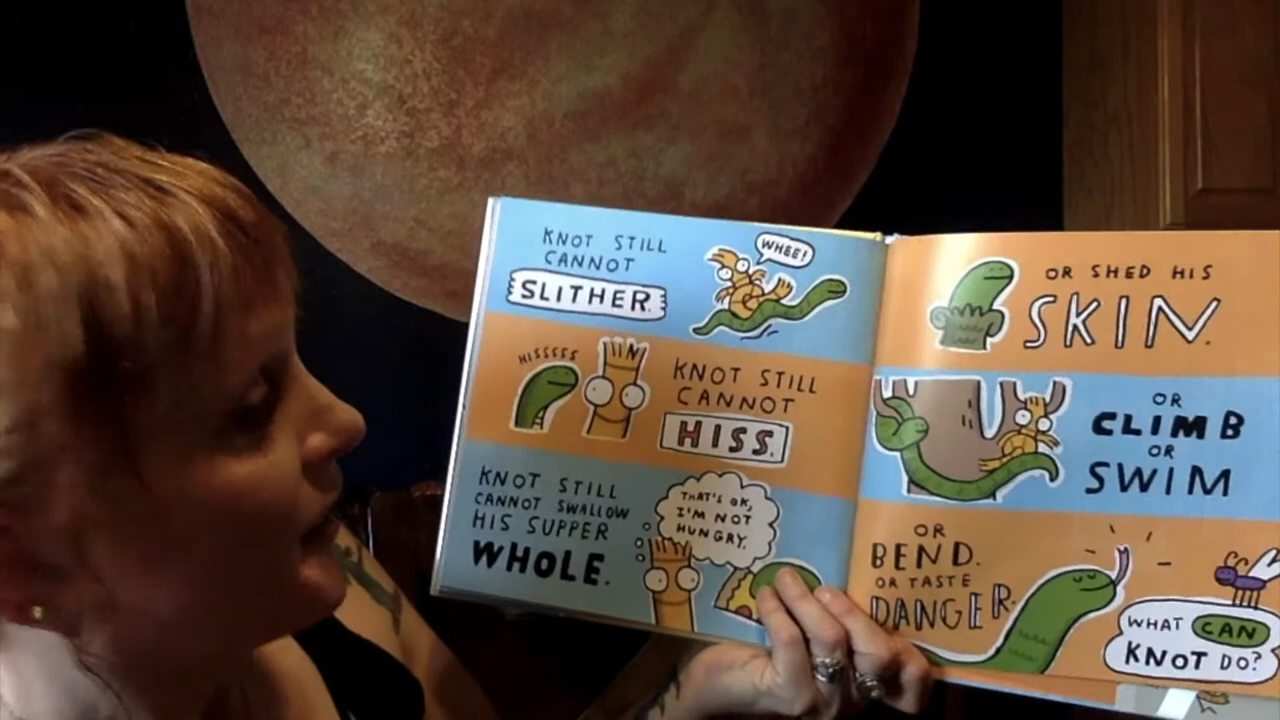 KNOT STILL
CANNOT
SLITHER.
WHEE!
HISSSSS
KNOT STILL
CANNOT
HISS.
KNOT STILL
CANNOT SWALLOW
HIS SUPPER
WHOLE.
THAT'S OK,
I'M NOT
HUNGRY.
OR SHED HIS
SKIN.
OR
CLIMB
OR
SWIM
OR
BEND.
OR TASTE
DANGER.
WHAT CAN
KNOT DO?